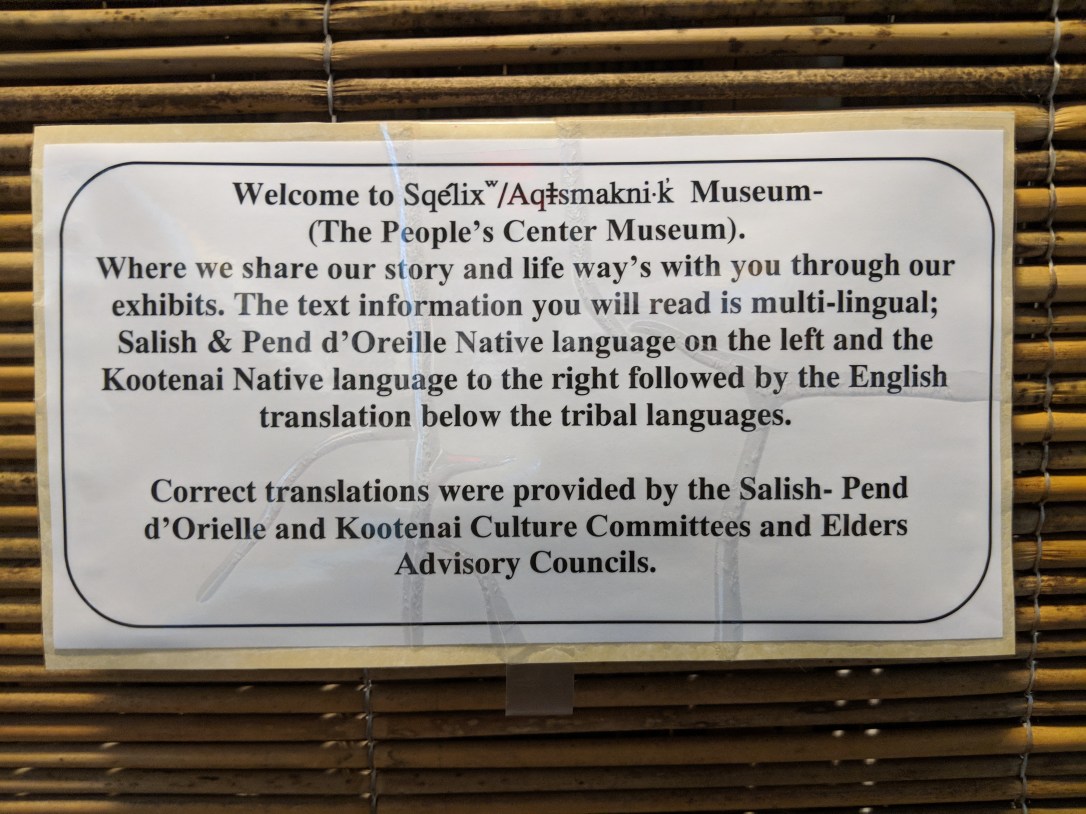 Welcome to Sqélixʷ/Aqⱡsmakni·k̓ Museum-
(The People's Center Museum).
Where we share our story and life way's with you through our
exhibits. The text information you will read is multi-lingual;
Salish & Pend d'Oreille Native language on the left and the
Kootenai Native language to the right followed by the English
translation below the tribal languages.
Correct translations were provided by the Salish- Pend
d'Orielle and Kootenai Culture Committees and Elders
Advisory Councils.